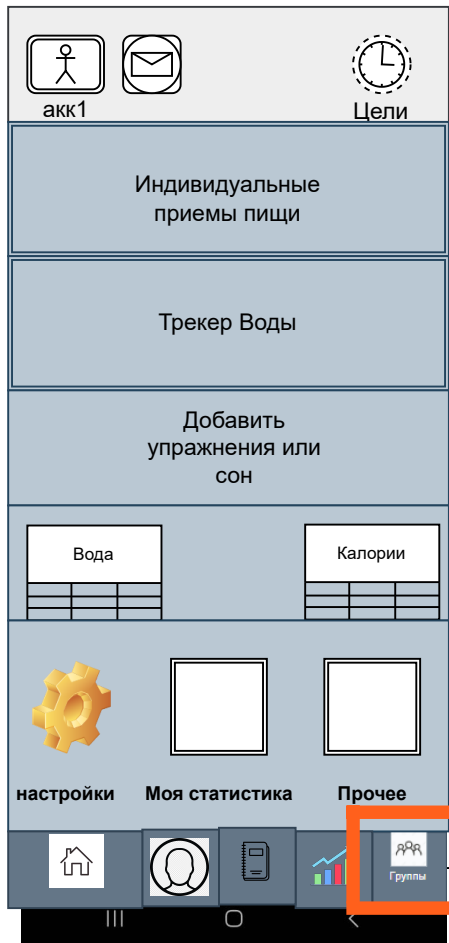 акк1
Цели
Индивидуальные
приемы пищи
Трекер Воды
Добавить
упражнения или
сон
Вода
Калории
настройки
Моя статистика
Прочее
Группы